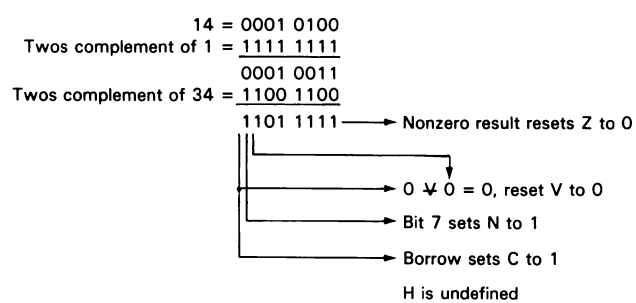 14 = 0001 0100
Twos complement of 1 = 1111 1111
0001 0011
Twos complement of 34 = 1100 1100
1101 1111 Nonzero result resets Z to 0
0 ⊻ 0 = 0, reset V to 0
Bit 7 sets N to 1
Borrow sets C to 1
H is undefined